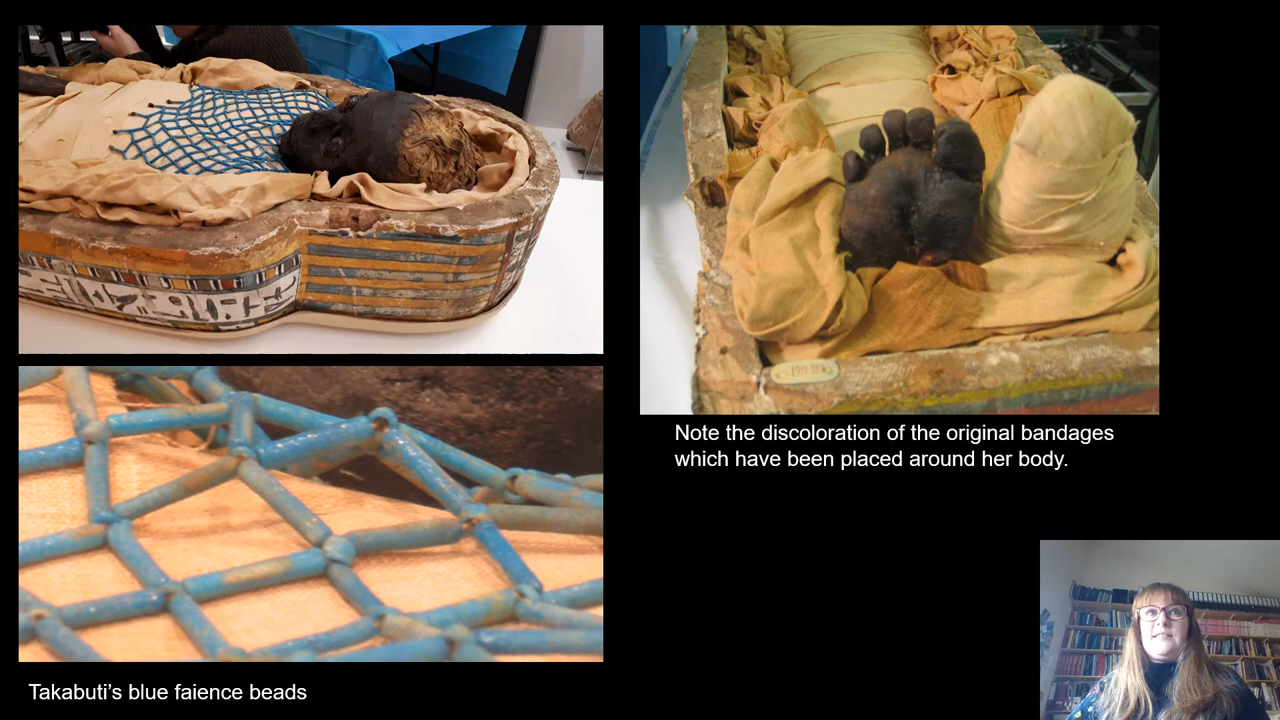 Note the discoloration of the original bandages
which have been placed around her body.
Takabuti’s blue faience beads